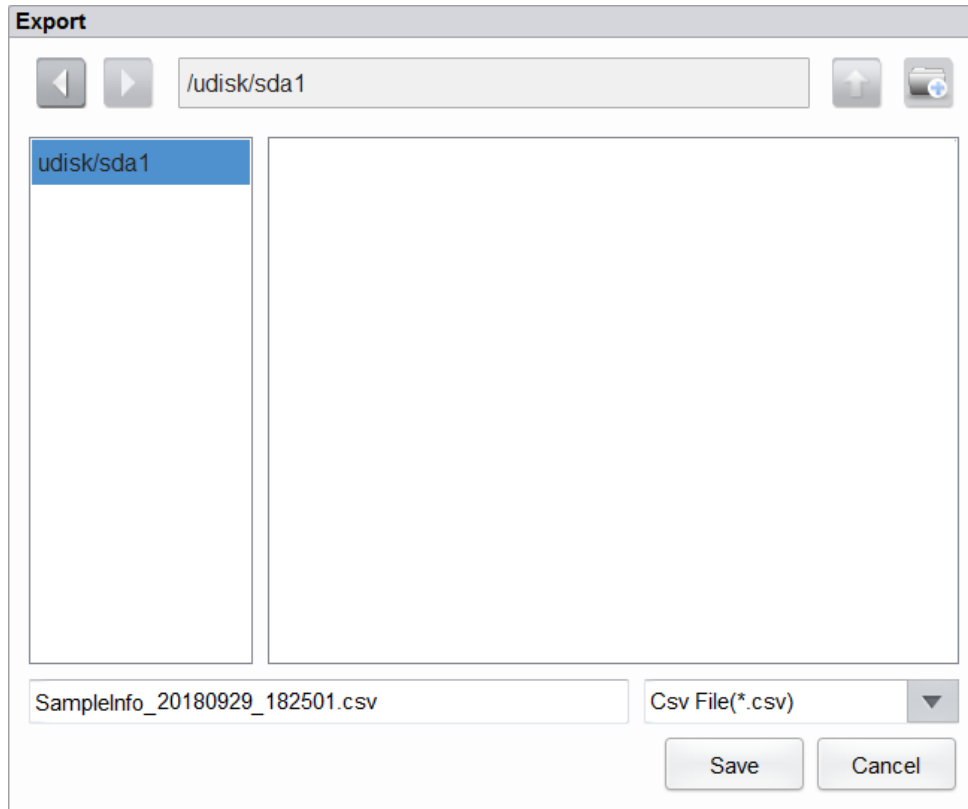 Export
/udisk/sda1
udisk/sda1
SampleInfo_20180929_182501.csv
Csv File(*.csv)
Save
Cancel